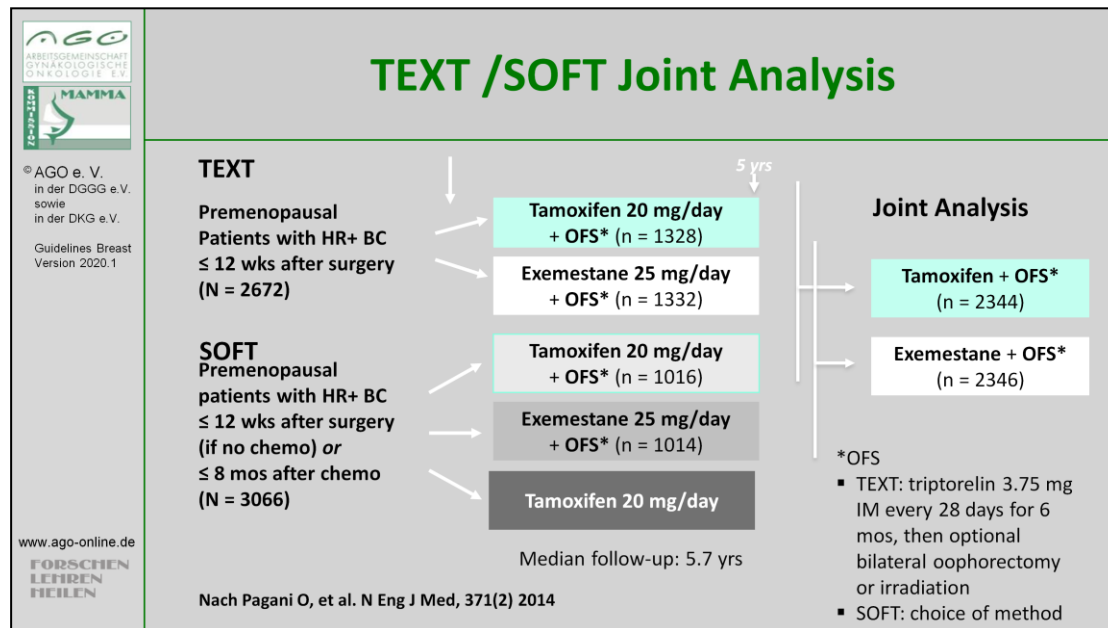 AGO
ARBEITSGEMEINSCHAFT
GYNÄKOLOGISCHE
ONKOLOGIE E.V.
KOMMISSION
MAMMA
© AGO e. V.
in der DGGG e.V.
sowie
in der DKG e.V.
Guidelines Breast
Version 2020.1
www.ago-online.de
FORSCHEN
LEHREN
HEILEN
TEXT /SOFT Joint Analysis
TEXT
Premenopausal
Patients with HR+ BC
≤ 12 wks after surgery
(N = 2672)
5 yrs
Tamoxifen 20 mg/day
+ OFS* (n = 1328)
Exemestane 25 mg/day
+ OFS* (n = 1332)
SOFT
Premenopausal
patients with HR+ BC
≤ 12 wks after surgery
(if no chemo) or
≤ 8 mos after chemo
(N = 3066)
Tamoxifen 20 mg/day
+ OFS* (n = 1016)
Exemestane 25 mg/day
+ OFS* (n = 1014)
Tamoxifen 20 mg/day
Median follow-up: 5.7 yrs
Joint Analysis
Tamoxifen + OFS*
(n = 2344)
Exemestane + OFS*
(n = 2346)
*OFS
▪ TEXT: triptorelin 3.75 mg
IM every 28 days for 6
mos, then optional
bilateral oophorectomy
or irradiation
▪ SOFT: choice of method
Nach Pagani O, et al. N Eng J Med, 371(2) 2014